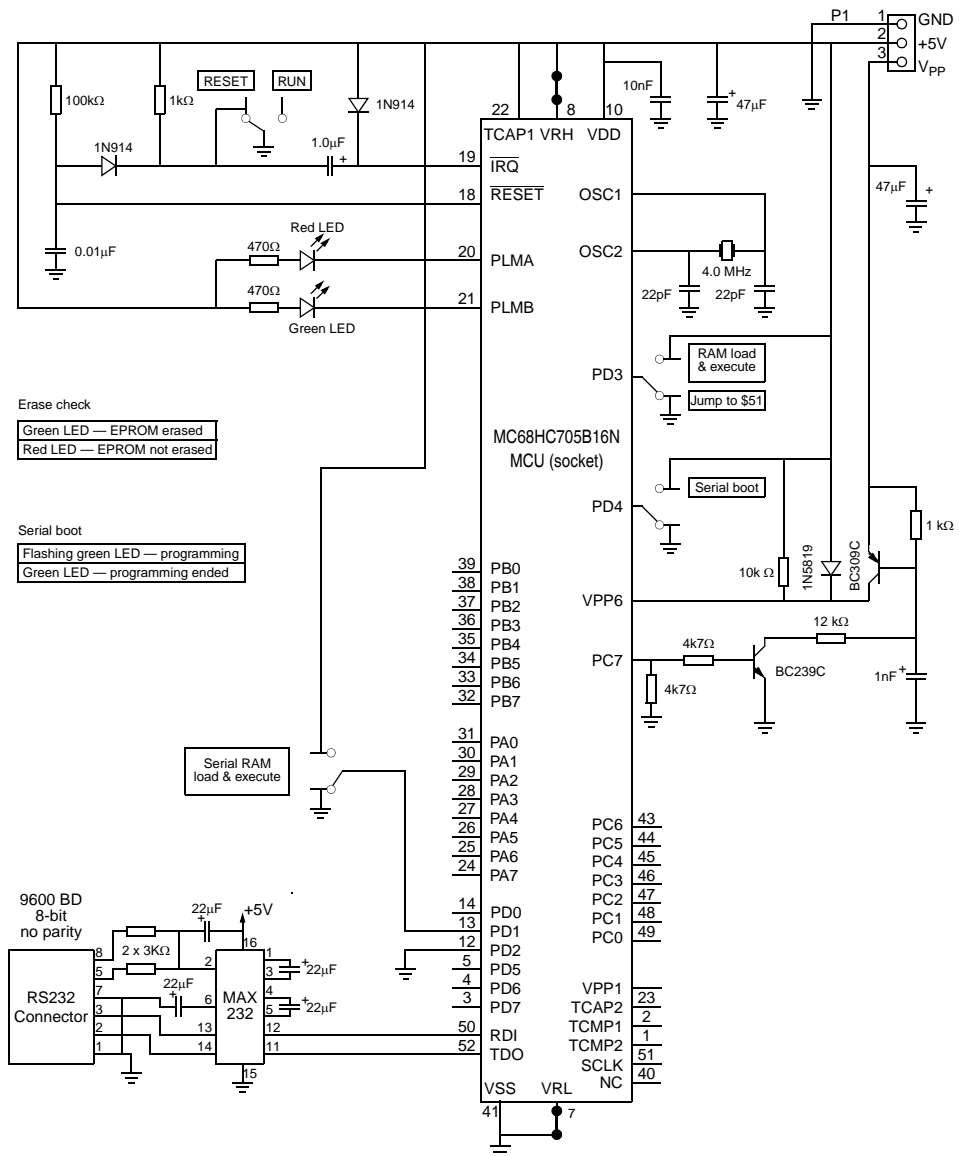 P1
1
GND
2
+5V
3
VPP
RESET
RUN
100kΩ
1kΩ
1N914
10nF
+
47µF
22
8
10
TCAP1
VRH
VDD
1N914
1.0µF
+
19
IRQ
47µF
+
18
RESET
OSC1
0.01µF
Red LED
470Ω
20
PLMA
OSC2
4.0 MHz
470Ω
21
PLMB
22pF
22pF
Green LED
RAM load
& execute
PD3
Jump to $51
Erase check
Green LED — EPROM erased
Red LED — EPROM not erased
MC68HC705B16N
MCU (socket)
Serial boot
PD4
Serial boot
Flashing green LED — programming
Green LED — programming ended
1 kΩ
10k Ω
1N5819
BC309C
VPP6
39
PB0
38
PB1
37
PB2
36
PB3
35
PB4
34
PB5
33
PB6
32
PB7
12 kΩ
PC7
4k7Ω
BC239C
4k7Ω
1nF
+
31
PA0
30
PA1
29
PA2
28
PA3
27
PA4
26
PA5
25
PA6
24
PA7
Serial RAM
load & execute
PC6
43
PC5
44
PC4
45
PC3
46
PC2
47
PC1
48
PC0
49
14
PD0
13
PD1
12
PD2
5
PD5
4
PD6
3
PD7
9600 BD
8-bit
no parity
22µF
+
+5V
16
8
2 x 3KΩ
5
2
1
3
+
22µF
RS232
Connector
7
22µF
+
6
MAX
232
4
5
+
22µF
3
13
12
2
14
11
1
15
50
RDI
52
TDO
VPP1
TCAP2
23
TCMP1
2
TCMP2
1
SCLK
51
NC
40
VSS
VRL
41
7